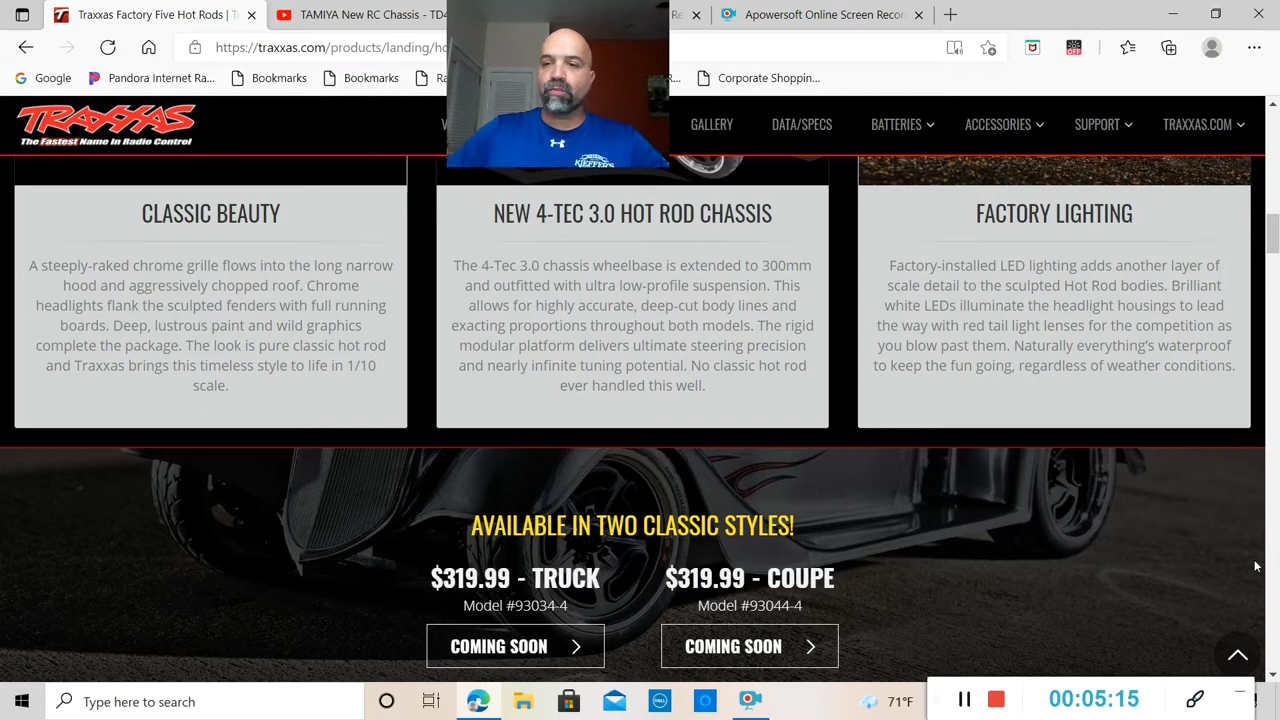 Traxxas Factory Five Hot Rods | T
TAMIYA New RC Chassis - TD4
Re
Apowersoft Online Screen Recor
https://traxxas.com/products/landing/ho
OFF
Google
Pandora Internet Ra...
Bookmarks
Bookmarks
Ra
...
Corporate Shoppin...
TRAXXAS
The Fastest Name In Radio Control
V
GALLERY
DATA/SPECS
BATTERIES
ACCESSORIES
SUPPORT
TRAXXAS.COM
KIEFFER'S
CLASSIC BEAUTY
A steeply-raked chrome grille flows into the long narrow
hood and aggressively chopped roof. Chrome
headlights flank the sculpted fenders with full running
boards. Deep, lustrous paint and wild graphics
complete the package. The look is pure classic hot rod
and Traxxas brings this timeless style to life in 1/10
scale.
NEW 4-TEC 3.0 HOT ROD CHASSIS
The 4-Tec 3.0 chassis wheelbase is extended to 300mm
and outfitted with ultra low-profile suspension. This
allows for highly accurate, deep-cut body lines and
exacting proportions throughout both models. The rigid
modular platform delivers ultimate steering precision
and nearly infinite tuning potential. No classic hot rod
ever handled this well.
FACTORY LIGHTING
Factory-installed LED lighting adds another layer of
scale detail to the sculpted Hot Rod bodies. Brilliant
white LEDs illuminate the headlight housings to lead
the way with red tail light lenses for the competition as
you blow past them. Naturally everything's waterproof
to keep the fun going, regardless of weather conditions.
AVAILABLE IN TWO CLASSIC STYLES!
$319.99 - TRUCK
Model #93034-4
COMING SOON
$319.99 - COUPE
Model #93044-4
COMING SOON
Type here to search
DELL
71°F
00:05:15